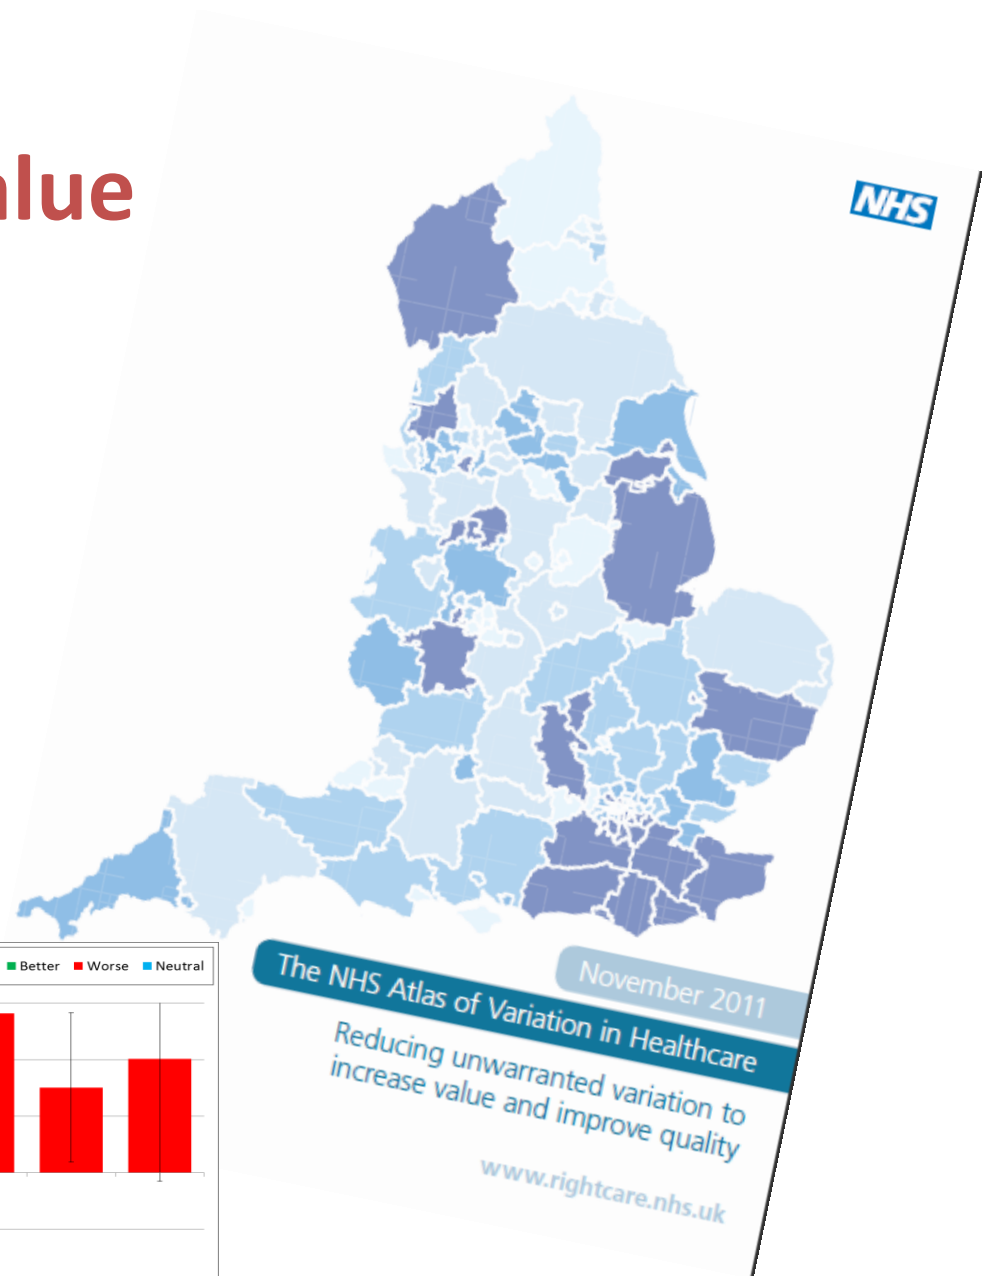 alue
NHS
Better Worse Neutral
November 2011
The NHS Atlas of Variation in Healthcare
Reducing unwarranted variation to
increase value and improve quality
www.rightcare.nhs.uk